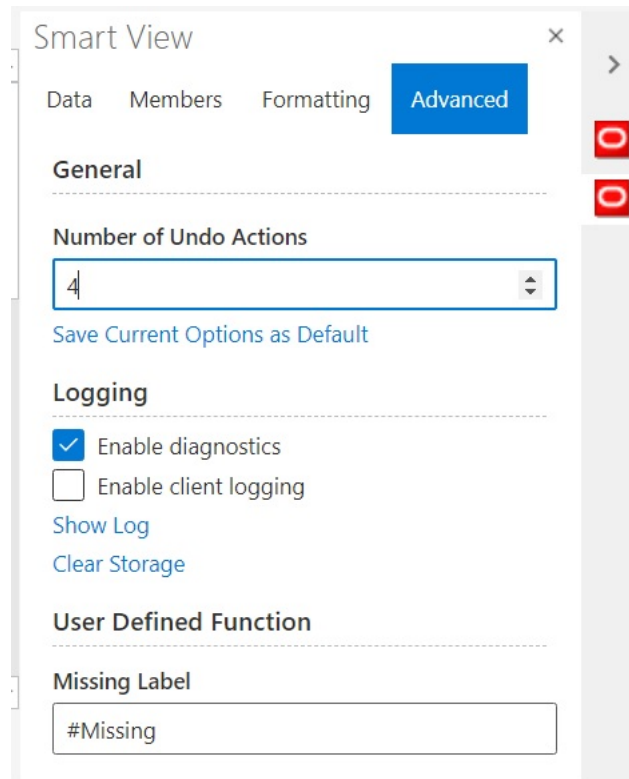 Smart View
Data Members Formatting Advanced
General
Number of Undo Actions
4
Save Current Options as Default
Logging
Enable diagnostics
Enable client logging
Show Log
Clear Storage
User Defined Function
Missing Label
#Missing